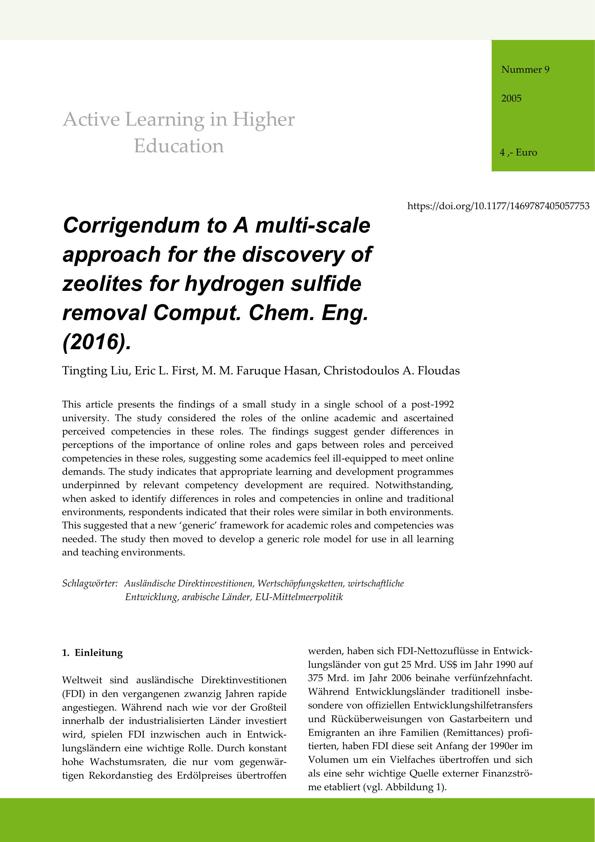 Nummer 9
2005
4 ,- Euro
Active Learning in Higher
Education
https://doi.org/10.1177/1469787405057753
Corrigendum to A multi-scale
approach for the discovery of
zeolites for hydrogen sulfide
removal Comput. Chem. Eng.
(2016).
Tingting Liu, Eric L. First, M. M. Faruque Hasan, Christodoulos A. Floudas
This article presents the findings of a small study in a single school of a post-1992
university. The study considered the roles of the online academic and ascertained
perceived competencies in these roles. The findings suggest gender differences in
perceptions of the importance of online roles and gaps between roles and perceived
competencies in these roles, suggesting some academics feel ill-equipped to meet online
demands. The study indicates that appropriate learning and development programmes
underpinned by relevant competency development are required. Notwithstanding,
when asked to identify differences in roles and competencies in online and traditional
environments, respondents indicated that their roles were similar in both environments.
This suggested that a new ‘generic’ framework for academic roles and competencies was
needed. The study then moved to develop a generic role model for use in all learning
and teaching environments.
Schlagwörter: Ausländische Direktinvestitionen, Wertschöpfungsketten, wirtschaftliche
Entwicklung, arabische Länder, EU-Mittelmeerpolitik
1. Einleitung
Weltweit sind ausländische Direktinvestitionen
(FDI) in den vergangenen zwanzig Jahren rapide
angestiegen. Während nach wie vor der Großteil
innerhalb der industrialisierten Länder investiert
wird, spielen FDI inzwischen auch in Entwick-
lungsländern eine wichtige Rolle. Durch konstant
hohe Wachstumsraten, die nur vom gegenwär-
tigen Rekordanstieg des Erdölpreises übertroffen
werden, haben sich FDI-Nettozuflüsse in Entwick-
lungsländer von gut 25 Mrd. US$ im Jahr 1990 auf
375 Mrd. im Jahr 2006 beinahe verfünfzehnfacht.
Während Entwicklungsländer traditionell insbe-
sondere von offiziellen Entwicklungshilfetransfers
und Rücküberweisungen von Gastarbeitern und
Emigranten an ihre Familien (Remittances) profi-
tierten, haben FDI diese seit Anfang der 1990er im
Volumen um ein Vielfaches übertroffen und sich
als eine sehr wichtige Quelle externer Finanzströ-
me etabliert (vgl. Abbildung 1).